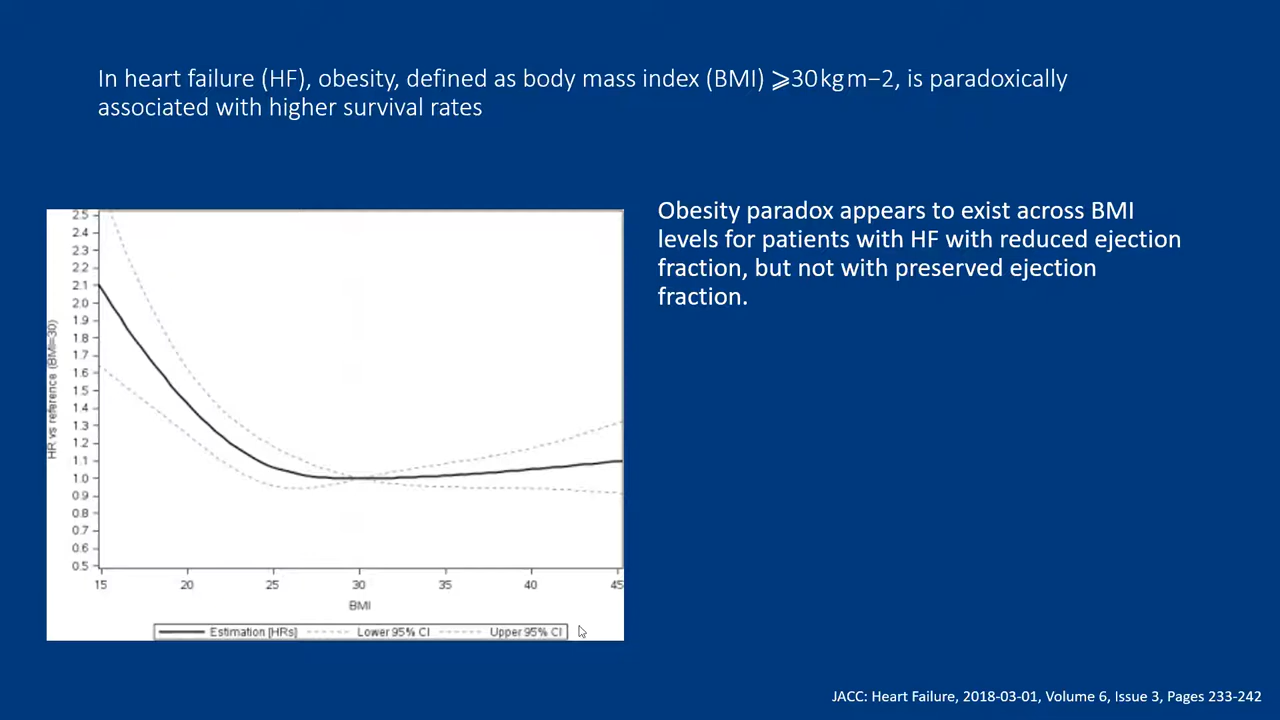 In heart failure (HF), obesity, defined as body mass index (BMI) ⩾30 kg m−2, is paradoxically
associated with higher survival rates
Obesity paradox appears to exist across BMI
levels for patients with HF with reduced ejection
fraction, but not with preserved ejection
fraction.
HR vs reference (BMI=30)
2.5
2.4
2.3
2.2
2.1
2.0
1.9
1.8
1.7
1.6
1.5
1.4
1.3
1.2
1.1
1.0
0.9
0.8
0.7
0.6
0.5
15 20 25 30 35 40 45
BMI
Estimation [HRs] Lower 95% CI Upper 95% CI
JACC: Heart Failure, 2018-03-01, Volume 6, Issue 3, Pages 233-242